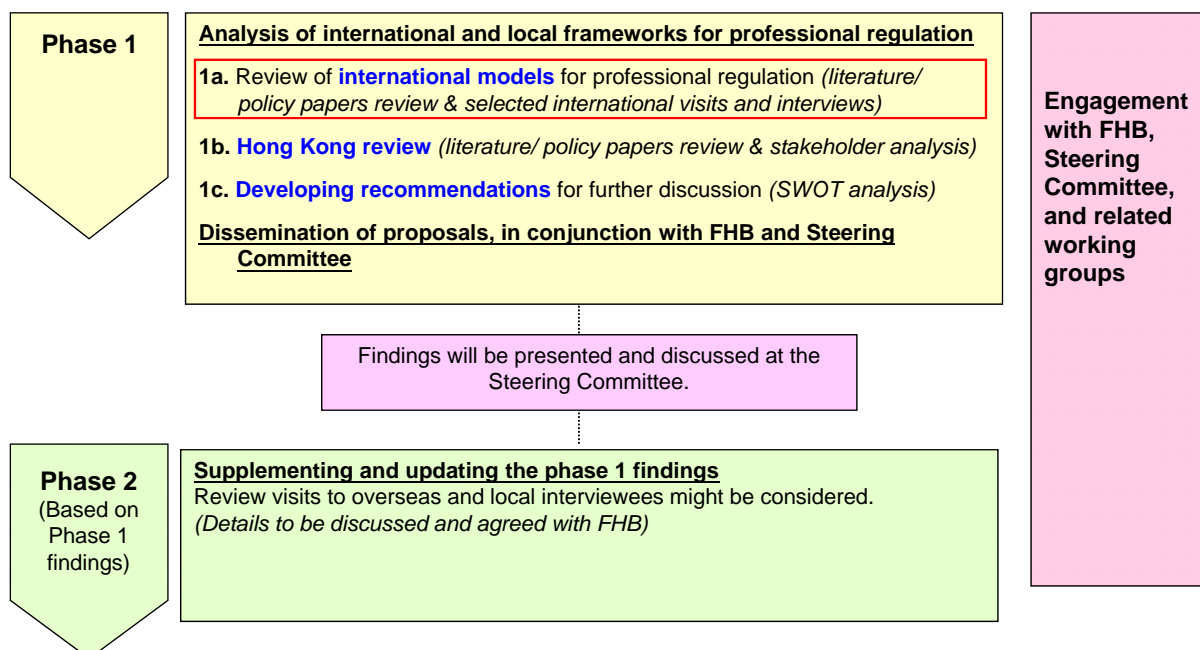 Phase 1
Analysis of international and local frameworks for professional regulation
1a. Review of international models for professional regulation (literature/
policy papers review & selected international visits and interviews)
1b. Hong Kong review (literature/ policy papers review & stakeholder analysis)
1c. Developing recommendations for further discussion (SWOT analysis)
Dissemination of proposals, in conjunction with FHB and Steering
Committee
Engagement
with FHB,
Steering
Committee,
and related
working
groups
Findings will be presented and discussed at the
Steering Committee.
Phase 2
(Based on
Phase 1
findings)
Supplementing and updating the phase 1 findings
Review visits to overseas and local interviewees might be considered.
(Details to be discussed and agreed with FHB)